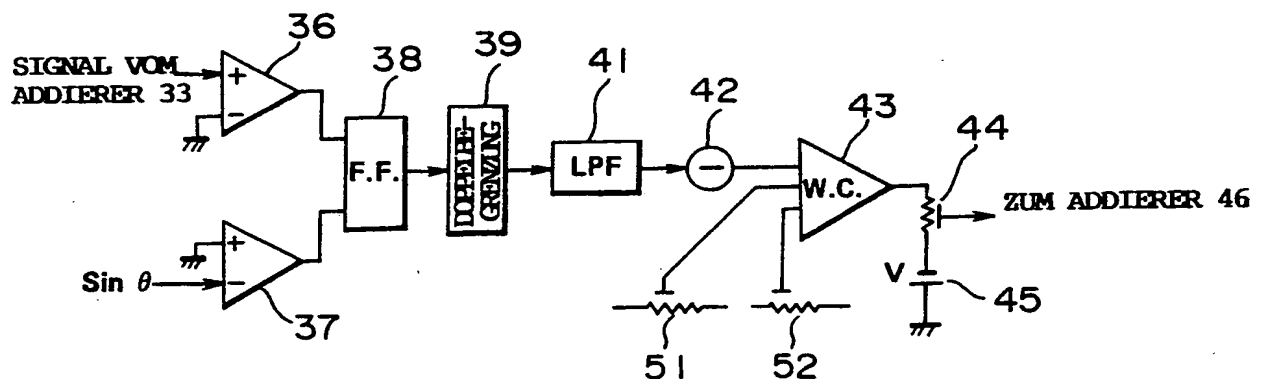 36
SIGNAL VOM
ADDIERER 33
+
−
38
F.F.
39
DOPPELBE-
GRENZUNG
41
LPF
42
−
43
W.C.
44
ZUM ADDIERER 46
V
45
+
Sin θ
−
37
51
52